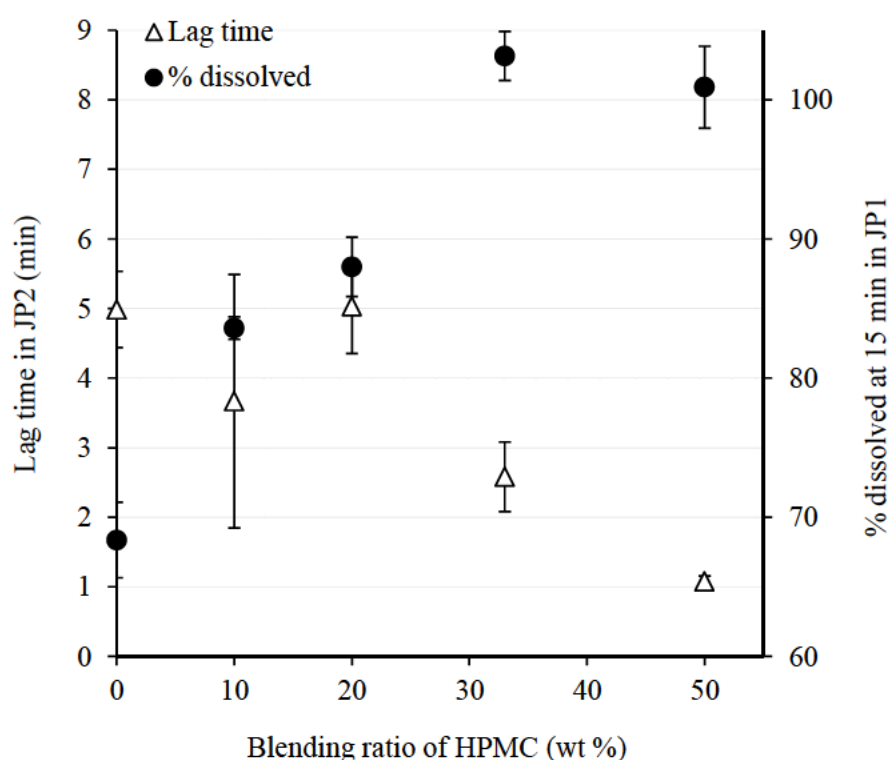 Lag time
% dissolved
9
8
7
6
5
4
3
2
1
0
Lag time in JP2 (min)
100
90
80
70
60
% dissolved at 15 min in JP1
0 10 20 30 40 50
Blending ratio of HPMC (wt %)